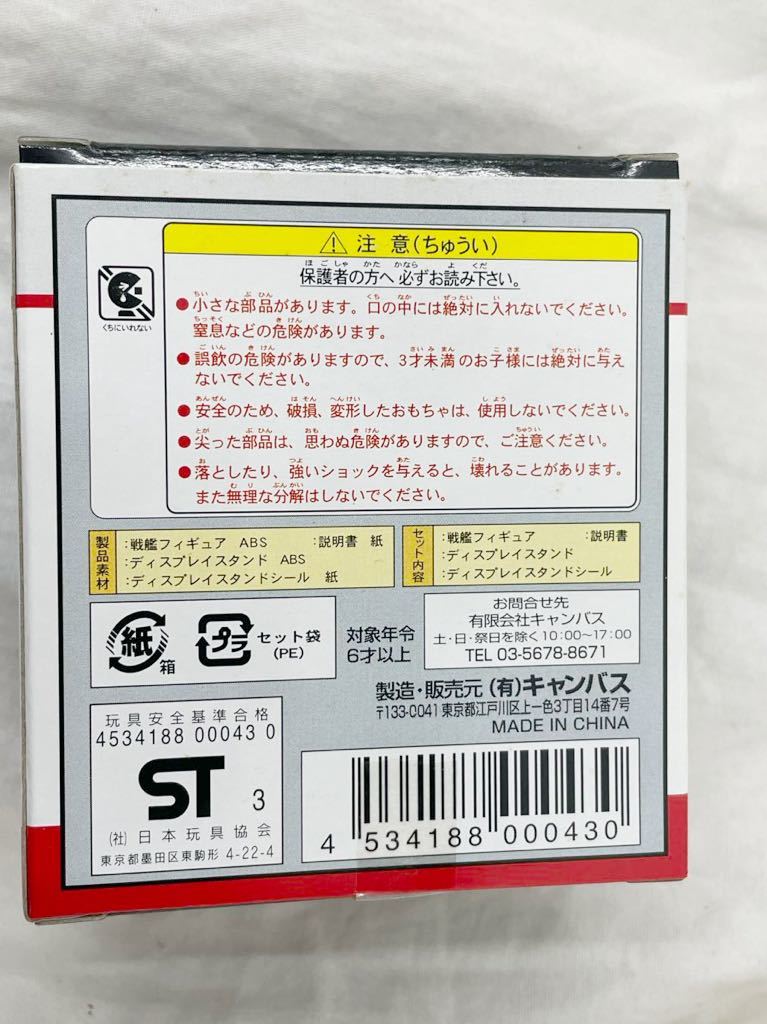 注意(ちゅうい)
保護者の方へ必ずお読み下さい。
くちにいれない
●小さな部品があります。口の中には絶対に入れないでください。
窒息などの危険があります。
●誤飲の危険がありますので、3才未満のお子様には絶対に与え
ないでください。
●安全のため、破損、変形したおもちゃは、使用しないでください。
●尖った部品は、思わぬ危険がありますので、ご注意ください。
●落としたり、強いショックを与えると、壊れることがあります。
また無理な分解はしないでください。
製品素材
:戦艦フィギュア ABS :説明書 紙
:ディスプレイスタンド ABS
:ディスプレイスタンドシール 紙
セット内容
:戦艦フィギュア :説明書
:ディスプレイスタンド
:ディスプレイスタンドシール
紙
箱
プラ
セット袋
(PE)
対象年令
6才以上
お問合せ先
有限会社キャンバス
土・日・祭日を除く10:00~17:00
TEL 03-5678-8671
製造・販売元 (有)キャンバス
〒133-0041 東京都江戸川区上一色3丁目14番7号
MADE IN CHINA
玩具安全基準合格
4534188 00043 0
ST 3
(社)日本玩具協会
東京都墨田区東駒形 4-22-4
4 534188 000430